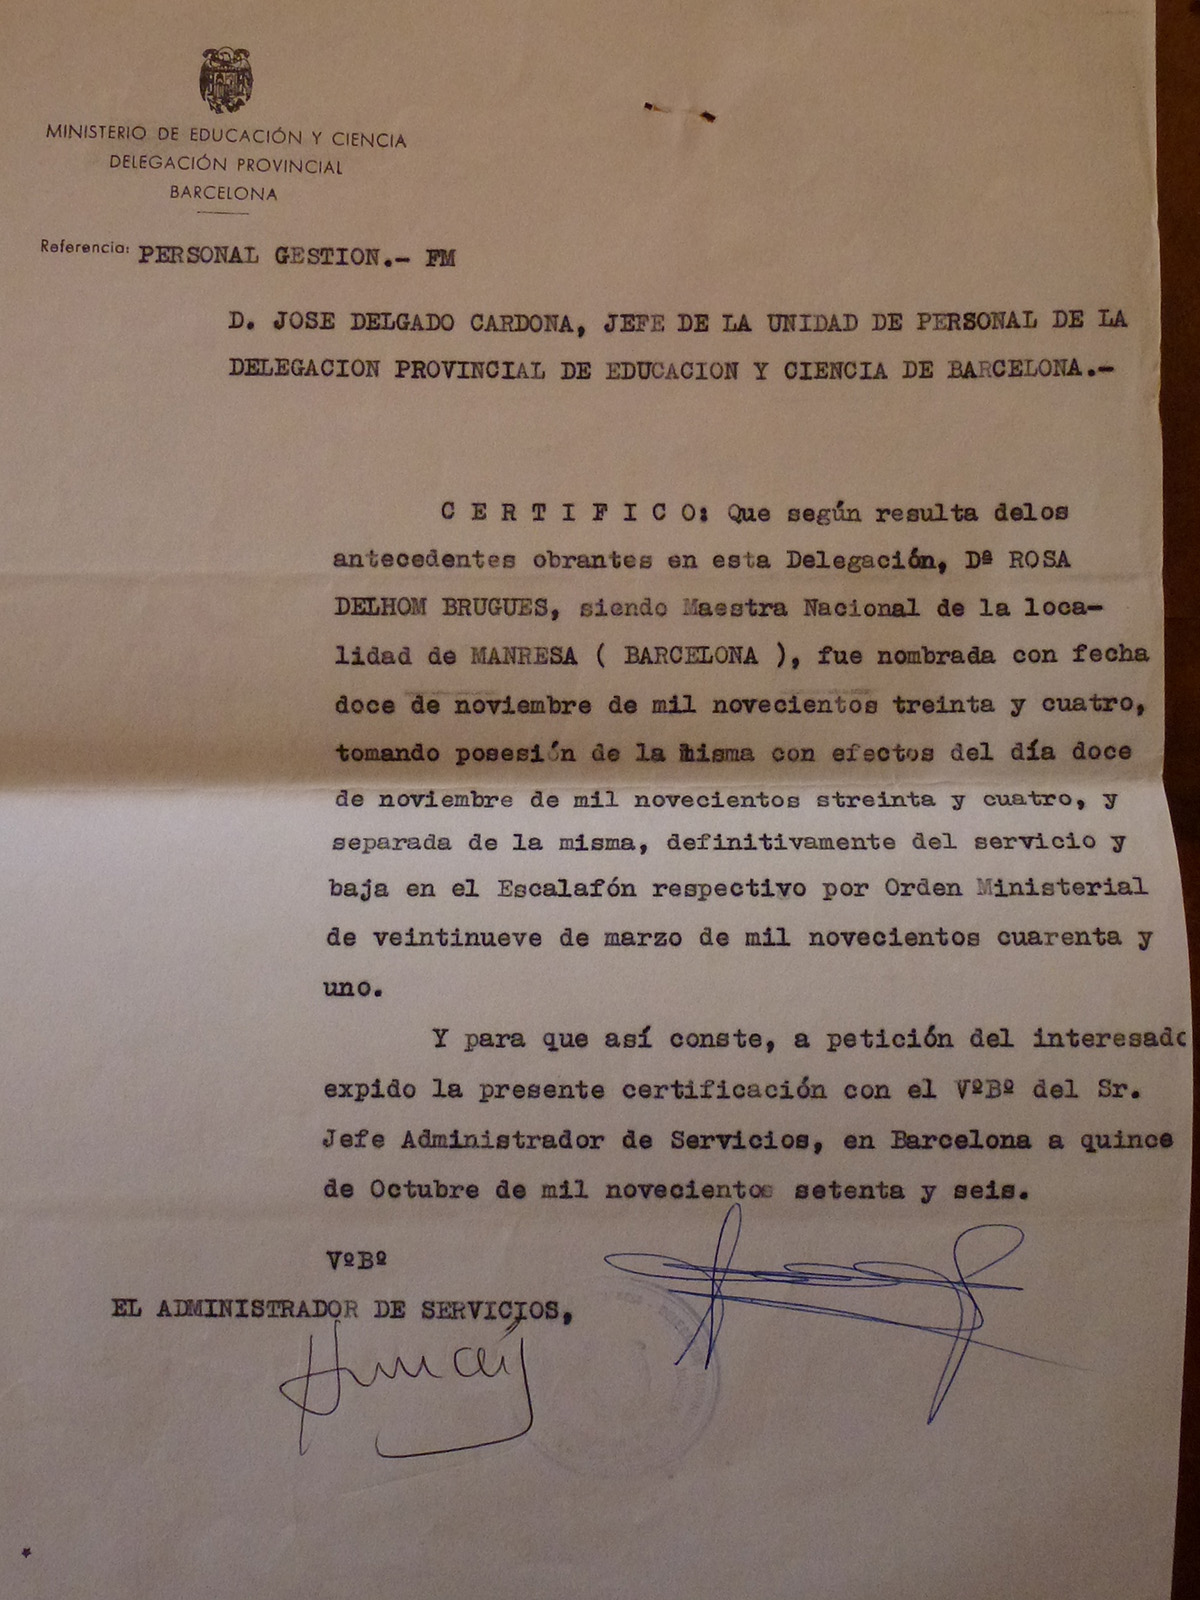 MINISTERIO DE EDUCACIÓN Y CIENCIA
DELEGACIÓN PROVINCIAL
BARCELONA
Referencia: PERSONAL GESTION.- FM
D. JOSE DELGADO CARDONA, JEFE DE LA UNIDAD DE PERSONAL DE LA
DELEGACION PROVINCIAL DE EDUCACION Y CIENCIA DE BARCELONA.-
C E R T I F I C O: Que según resulta delos
antecedentes obrantes en esta Delegación, Dª ROSA
DELHOM BRUGUES, siendo Maestra Nacional de la loca-
lidad de MANRESA ( BARCELONA ), fue nombrada con fecha
doce de noviembre de mil novecientos treinta y cuatro,
tomando posesión de la misma con efectos del día doce
de noviembre de mil novecientos streinta y cuatro, y
separada de la misma, definitivamente del servicio y
baja en el Escalafón respectivo por Orden Ministerial
de veintinueve de marzo de mil novecientos cuarenta y
uno.
Y para que así conste, a petición del interesado
expido la presente certificación con el VºBº del Sr.
Jefe Administrador de Servicios, en Barcelona a quince
de Octubre de mil novecientos setenta y seis.
VºBº
EL ADMINISTRADOR DE SERVICIOS,